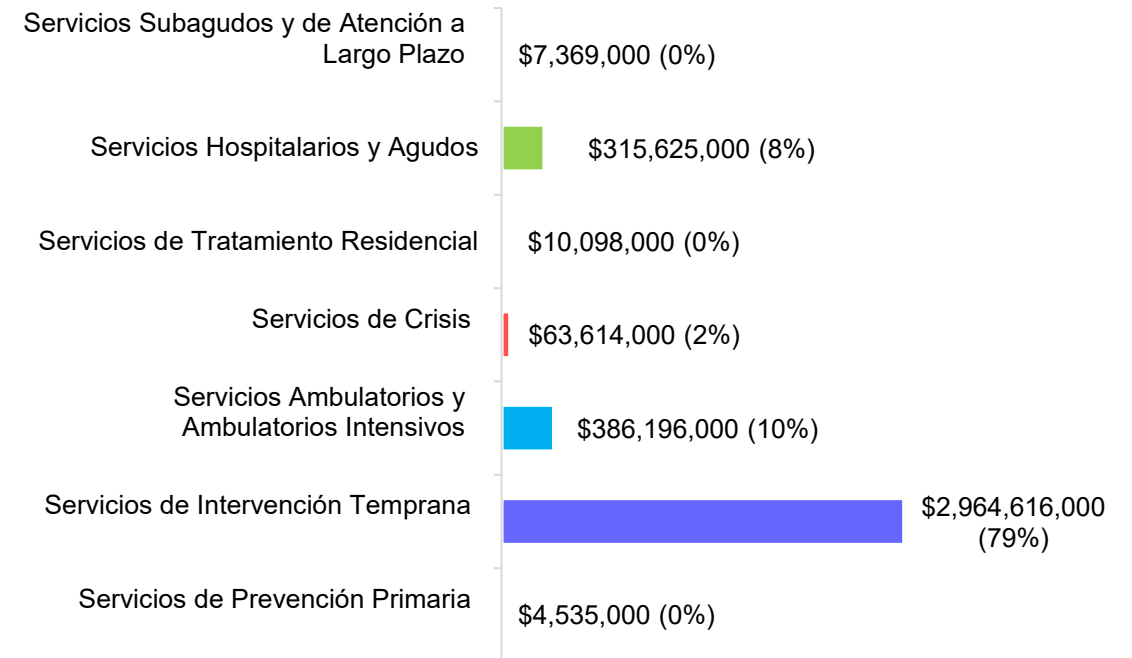 Servicios Subagudos y de Atención a
Largo Plazo
$7,369,000 (0%)
Servicios Hospitalarios y Agudos
$315,625,000 (8%)
Servicios de Tratamiento Residencial
$10,098,000 (0%)
Servicios de Crisis
$63,614,000 (2%)
Servicios Ambulatorios y
Ambulatorios Intensivos
$386,196,000 (10%)
Servicios de Intervención Temprana
$2,964,616,000
(79%)
Servicios de Prevención Primaria
$4,535,000 (0%)